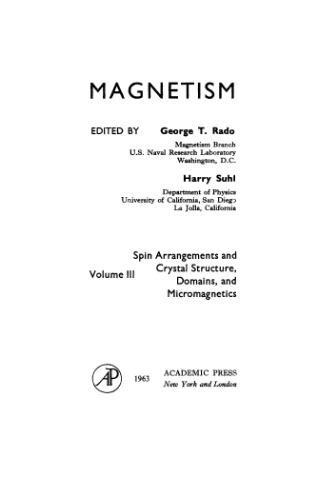 MAGNETISM
EDITED BY George T. Rado
Magnetism Branch
U.S. Naval Research Laboratory
Washington, D.C.
Harry Suhl
Department of Physics
University of California, San Diego
La Jolla, California
Spin Arrangements and
Volume III Crystal Structure,
Domains, and
Micromagnetics
AP
1963
ACADEMIC PRESS
New York and London